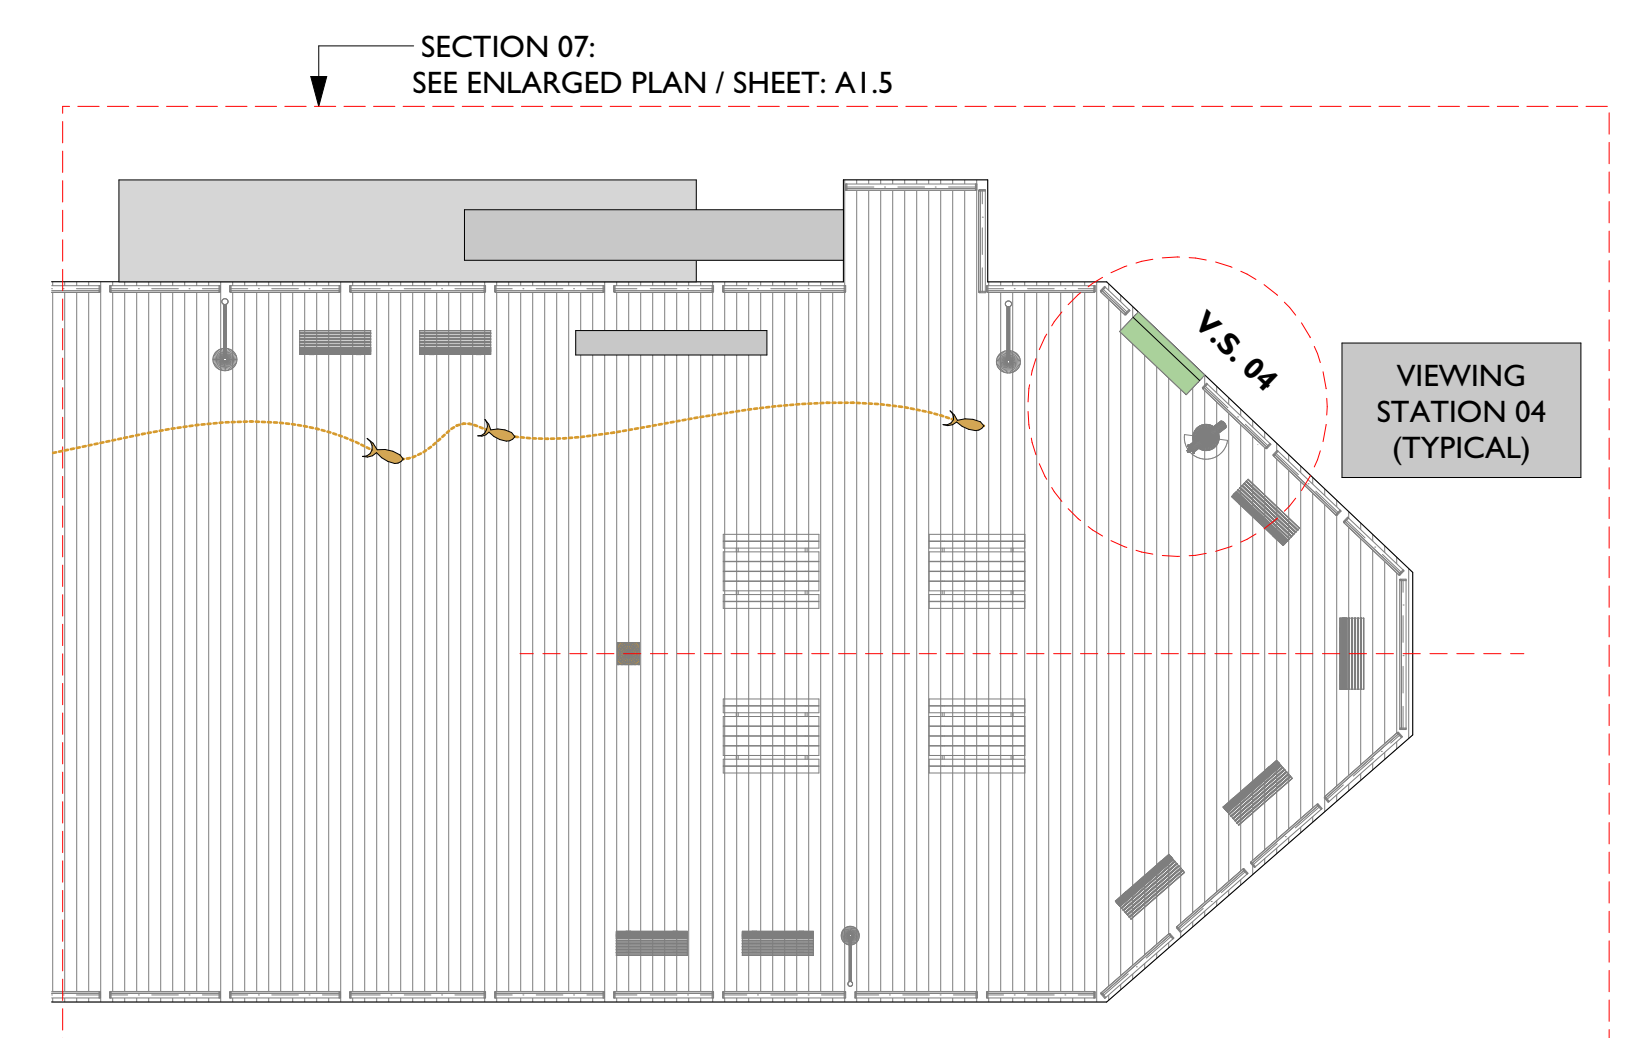 SECTION 07:
SEE ENLARGED PLAN / SHEET: A1.5
V.S. 04
VIEWING
STATION 04
(TYPICAL)